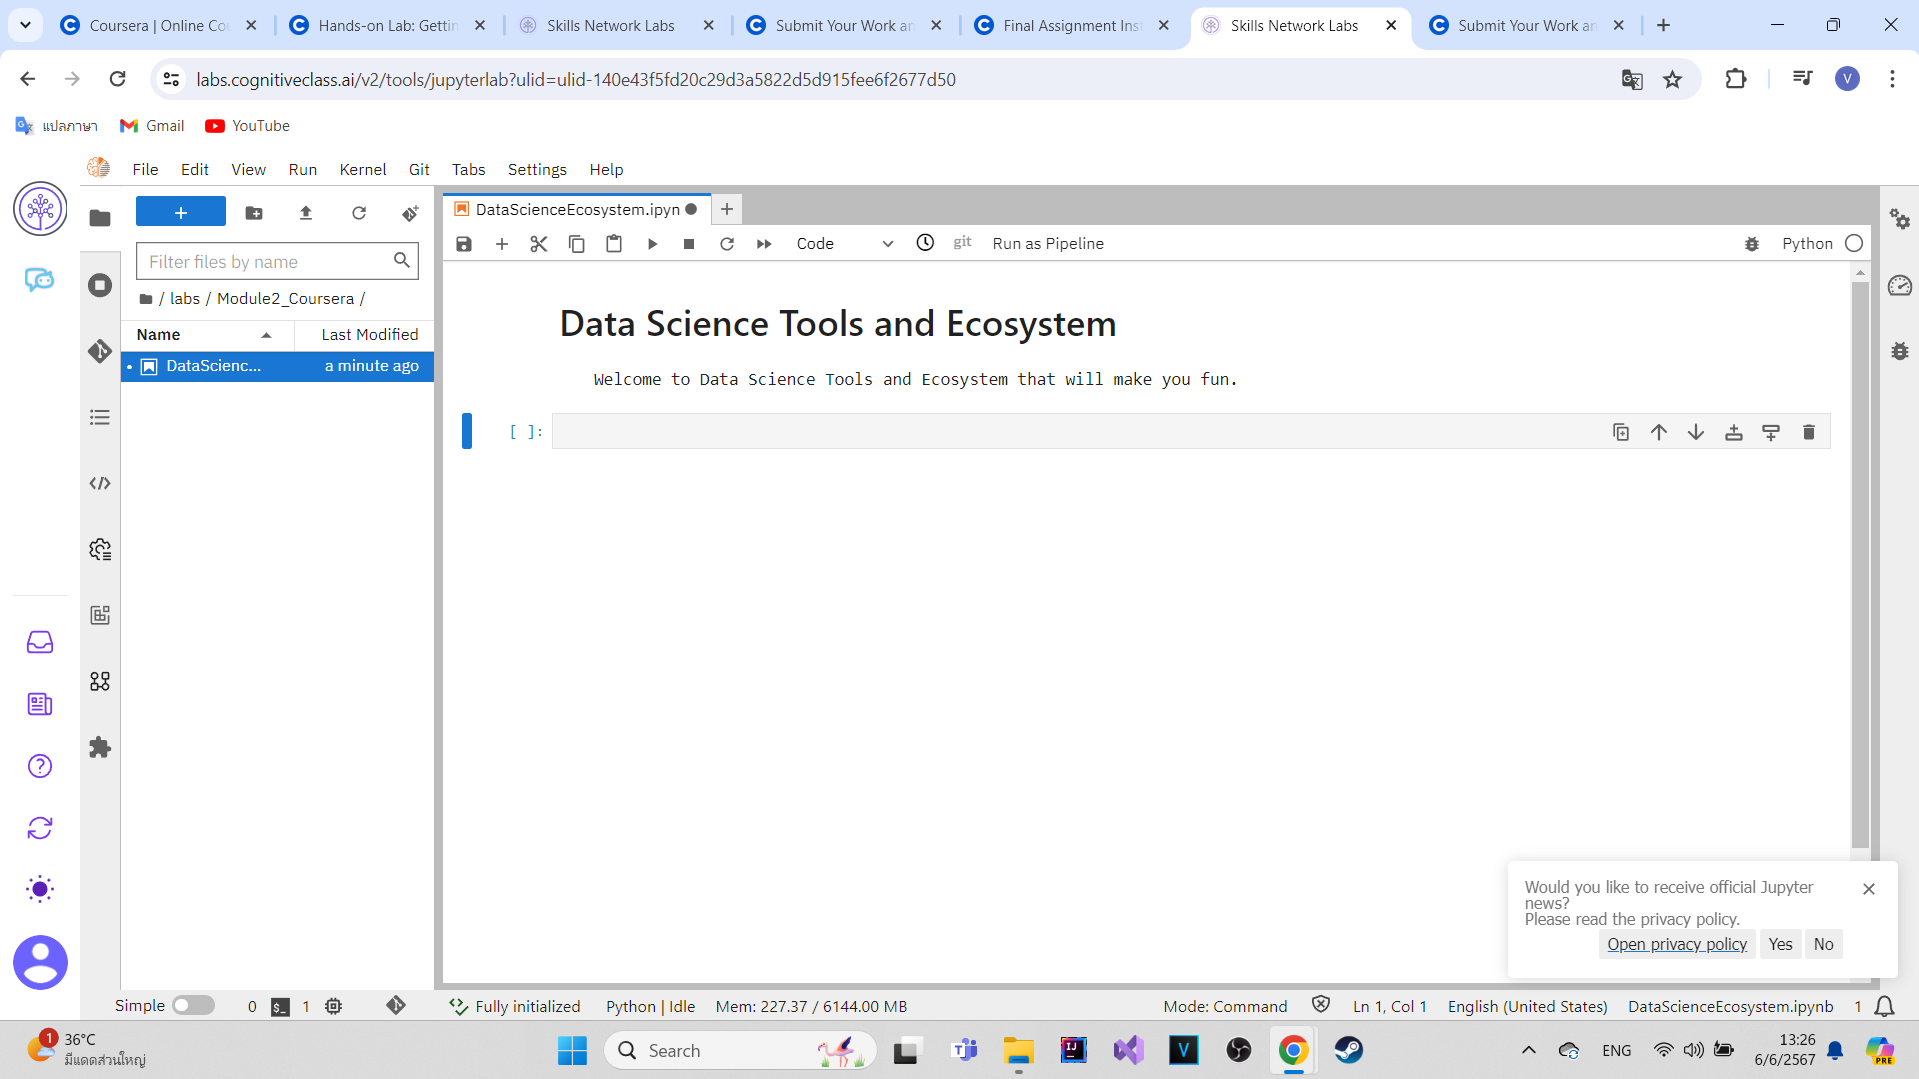 Coursera | Online Co
Hands-on Lab: Gettin
Skills Network Labs
Submit Your Work an
Final Assignment Inst
Skills Network Labs
Submit Your Work an
labs.cognitiveclass.ai/v2/tools/jupyterlab?ulid=ulid-140e43f5fd20c29d3a5822d5d915fee6f2677d50
V
แปลภาษา
Gmail
YouTube
File Edit View Run Kernel Git Tabs Settings Help
Filter files by name
/ labs / Module2_Coursera /
Name Last Modified
DataScienc... a minute ago
DataScienceEcosystem.ipyn
Code git Run as Pipeline Python
Data Science Tools and Ecosystem
Welcome to Data Science Tools and Ecosystem that will make you fun.
[ ]:
Would you like to receive official Jupyter
news?
Please read the privacy policy.
Open privacy policy Yes No
Simple 0 $_ 1 Fully initialized Python | Idle Mem: 227.37 / 6144.00 MB Mode: Command Ln 1, Col 1 English (United States) DataScienceEcosystem.ipynb 1
1
36°C
มีแดดส่วนใหญ่
Search
IJ
V
ENG
13:26
6/6/2567
PRE